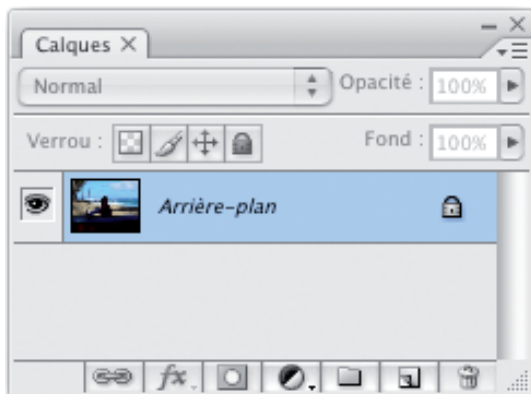 Calques ×
Normal Opacité : 100%
Verrou : Fond : 100%
Arrière-plan
fx